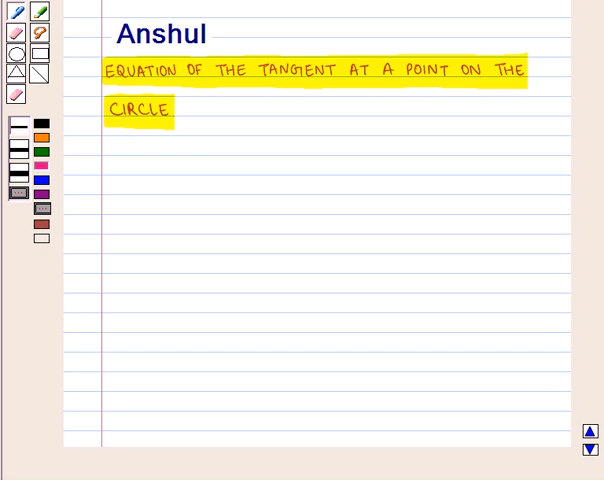 Anshul
EQUATION OF THE TANGENT AT A POINT ON THE
CIRCLE